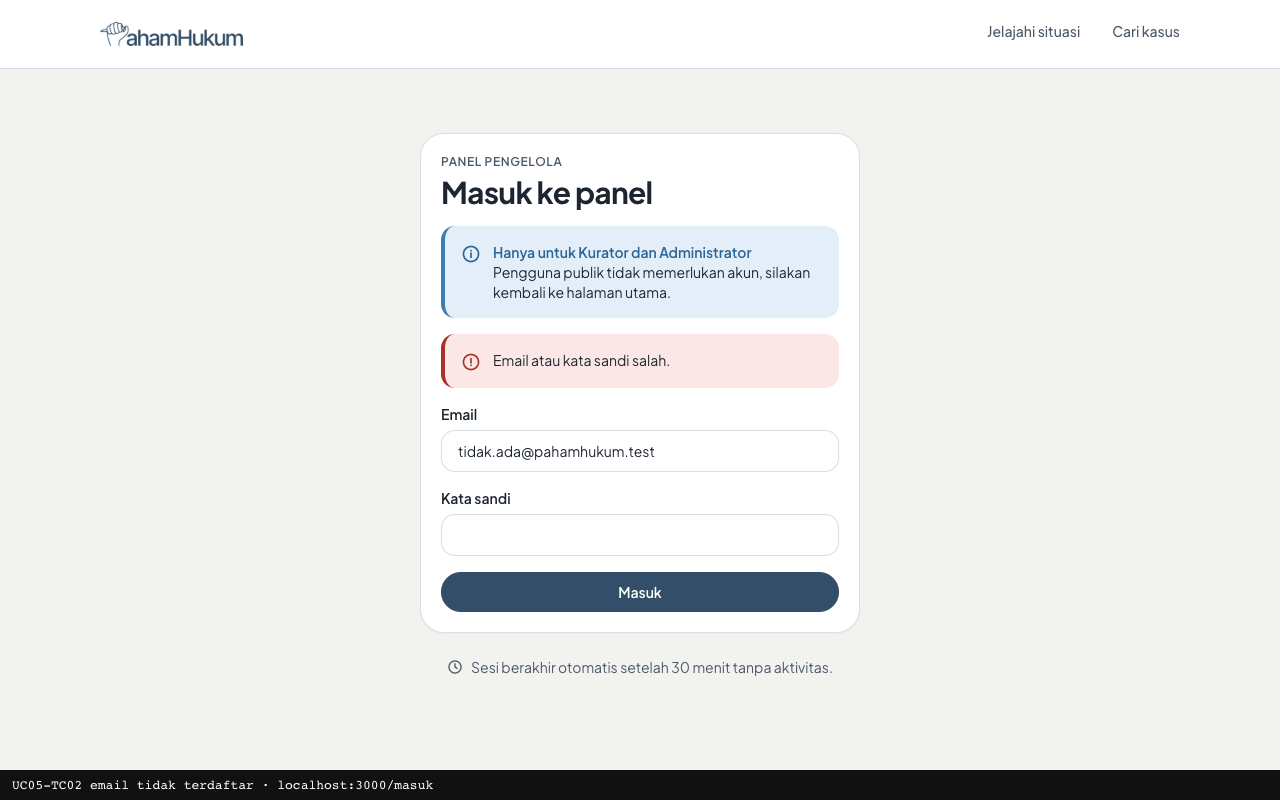 ahamHukum
Jelajahi situasi
Cari kasus
PANEL PENGELOLA
Masuk ke panel
Hanya untuk Kurator dan Administrator
Pengguna publik tidak memerlukan akun, silakan
kembali ke halaman utama.
Email atau kata sandi salah.
Email
tidak.ada@pahamhukum.test
Kata sandi
Masuk
Sesi berakhir otomatis setelah 30 menit tanpa aktivitas.
UC05-TC02 email tidak terdaftar · localhost:3000/masuk